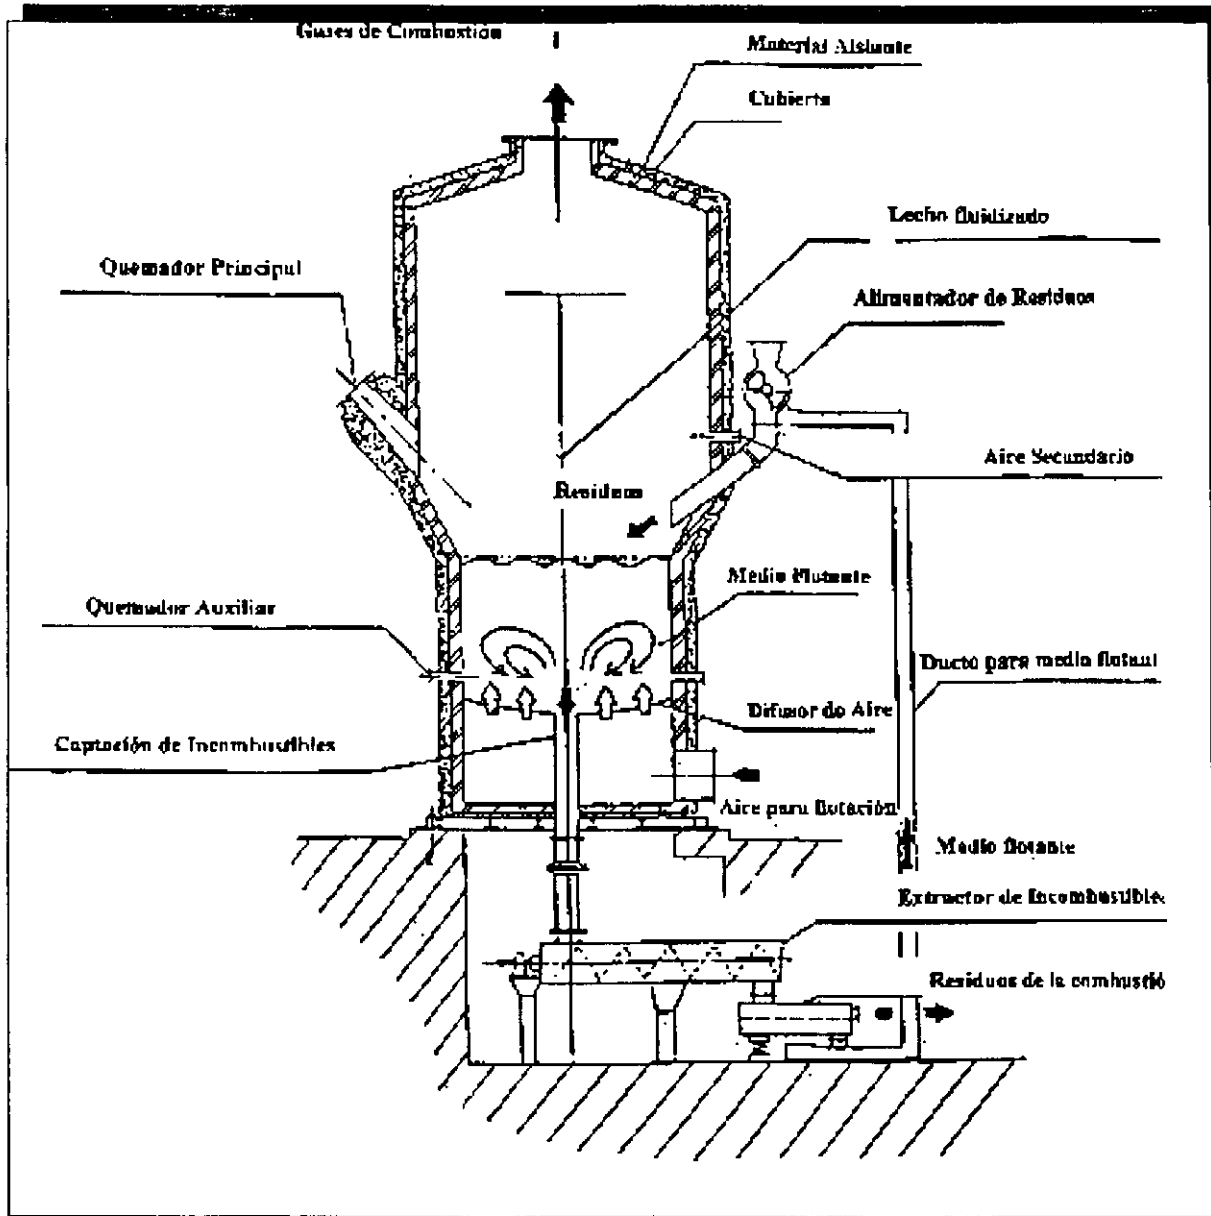 Gases de Combustión
Material Aislante
Cubierta
Lecho fluidizado
Quemador Principal
Alimentador de Residuos
Aire Secundario
Residuos
Medio Flotante
Quemador Auxiliar
Ducto para medio flotant
Difusor de Aire
Captación de Incombustibles
Aire para flotación
Medio flotante
Extractor de Incombustible
Residuos de la combustió